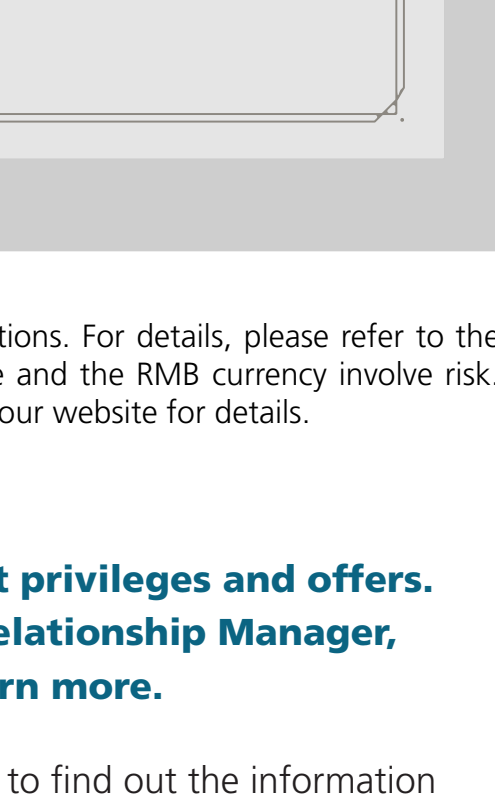 tions. For details, please refer to the
e and the RMB currency involve risk.
our website for details.
t privileges and offers.
elationship Manager,
rn more.
to find out the information